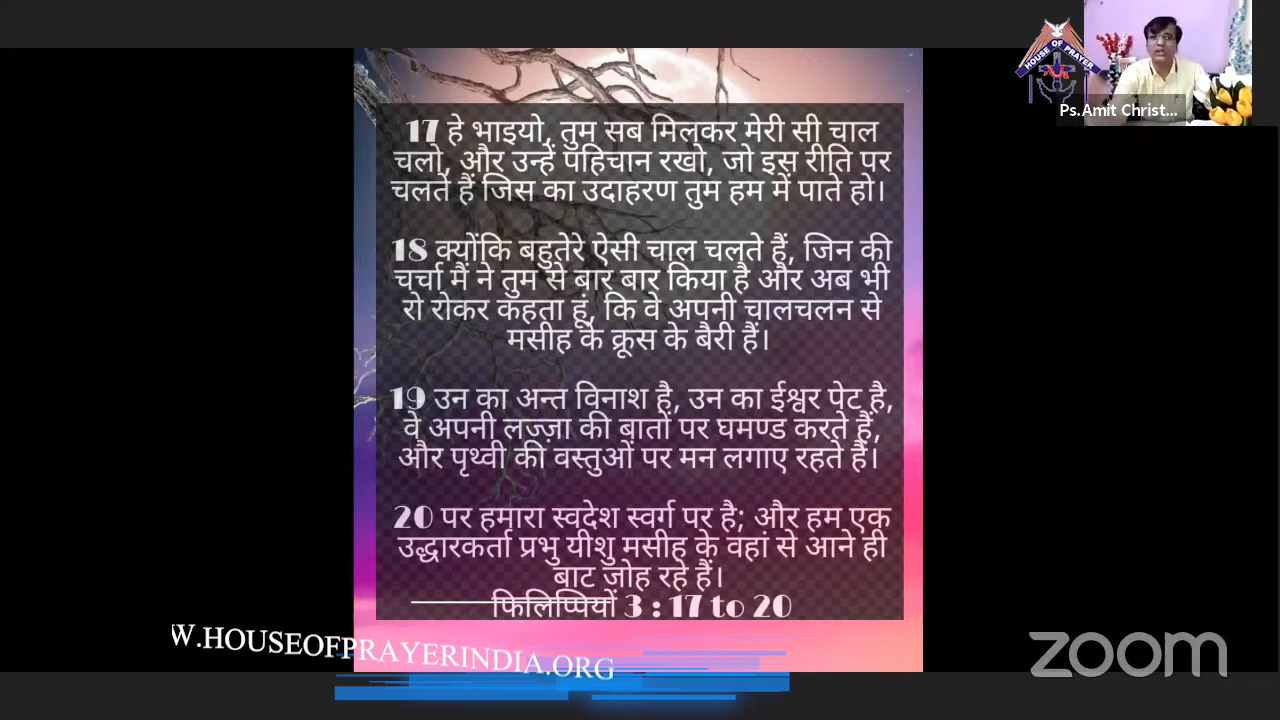 HOUSE OF PRAYER
Ps.Amit Christ...
17 हे भाइयो, तुम सब मिलकर मेरी सी चाल
चलो, और उन्हें पहिचान रखो, जो इस रीति पर
चलते हैं जिस का उदाहरण तुम हम में पाते हो।
18 क्योंकि बहुतेरे ऐसी चाल चलते हैं, जिन की
चर्चा मैं ने तुम से बार बार किया है और अब भी
रो रोकर कहता हूं, कि वे अपनी चालचलन से
मसीह के क्रूस के बैरी हैं।
19 उन का अन्त विनाश है, उन का ईश्वर पेट है,
वे अपनी लज्ज़ा की बातों पर घमण्ड करते हैं,
और पृथ्वी की वस्तुओं पर मन लगाए रहते हैं।
20 पर हमारा स्वदेश स्वर्ग पर है; और हम एक
उद्धारकर्ता प्रभु यीशु मसीह के वहां से आने ही
बाट जोह रहे हैं।
फिलिप्पियों 3 : 17 to 20
W.HOUSEOFPRAYERINDIA.ORG
zoom